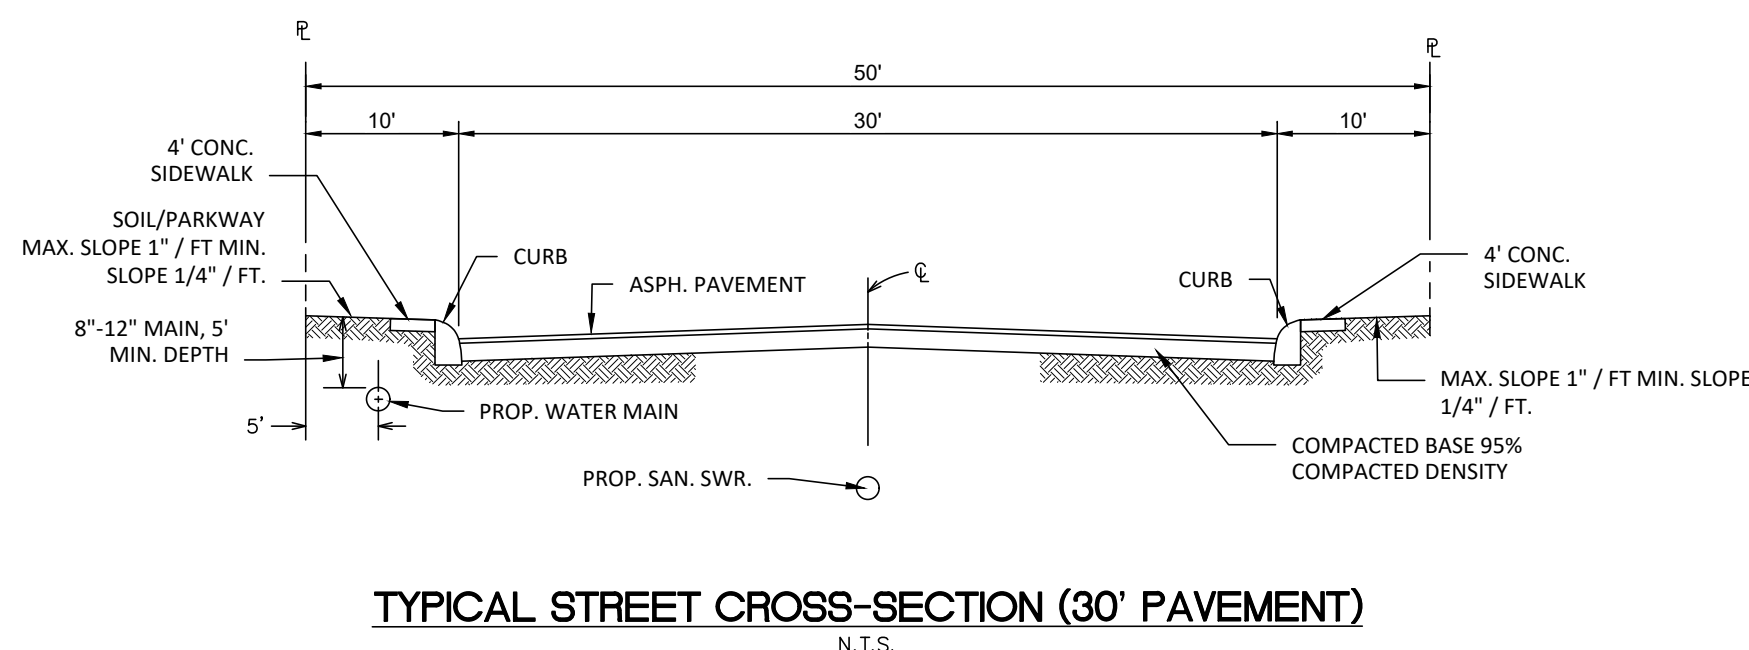 ℄
℄
50'
10'
30'
10'
4' CONC.
SIDEWALK
SOIL/PARKWAY
MAX. SLOPE 1" / FT MIN.
SLOPE 1/4" / FT.
CURB
ASPH. PAVEMENT
℄
CURB
4' CONC.
SIDEWALK
8"-12" MAIN, 5'
MIN. DEPTH
PROP. WATER MAIN
5'
MAX. SLOPE 1" / FT MIN. SLOPE
1/4" / FT.
COMPACTED BASE 95%
COMPACTED DENSITY
PROP. SAN. SWR.
TYPICAL STREET CROSS-SECTION (30' PAVEMENT)
N.T.S.